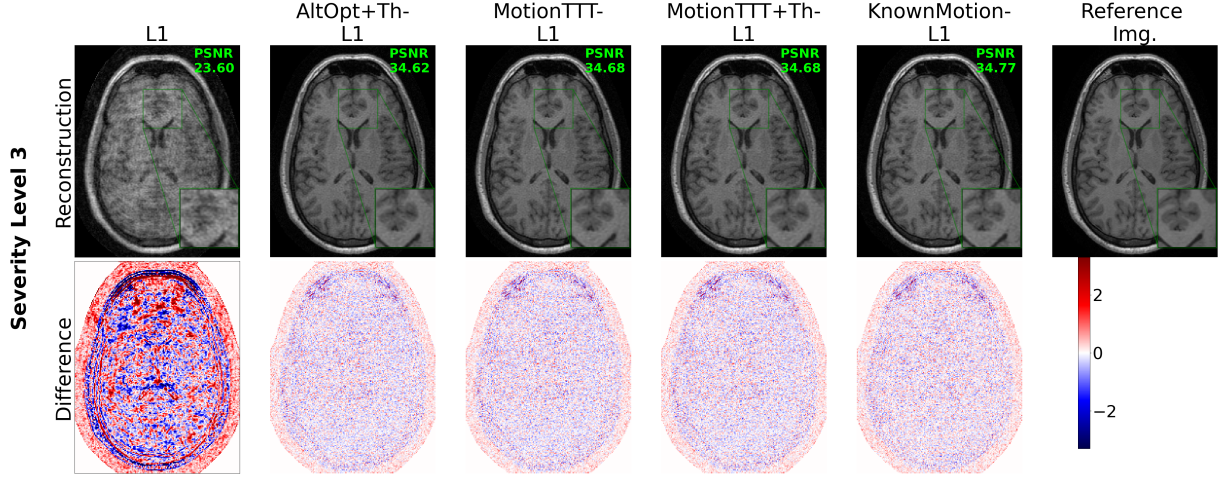 L1
AltOpt+Th-
L1
MotionTTT-
L1
MotionTTT+Th-
L1
KnownMotion-
L1
Reference
Img.
Severity Level 3
Reconstruction
PSNR
23.60
PSNR
34.62
PSNR
34.68
PSNR
34.68
PSNR
34.77
Difference
2
0
−2